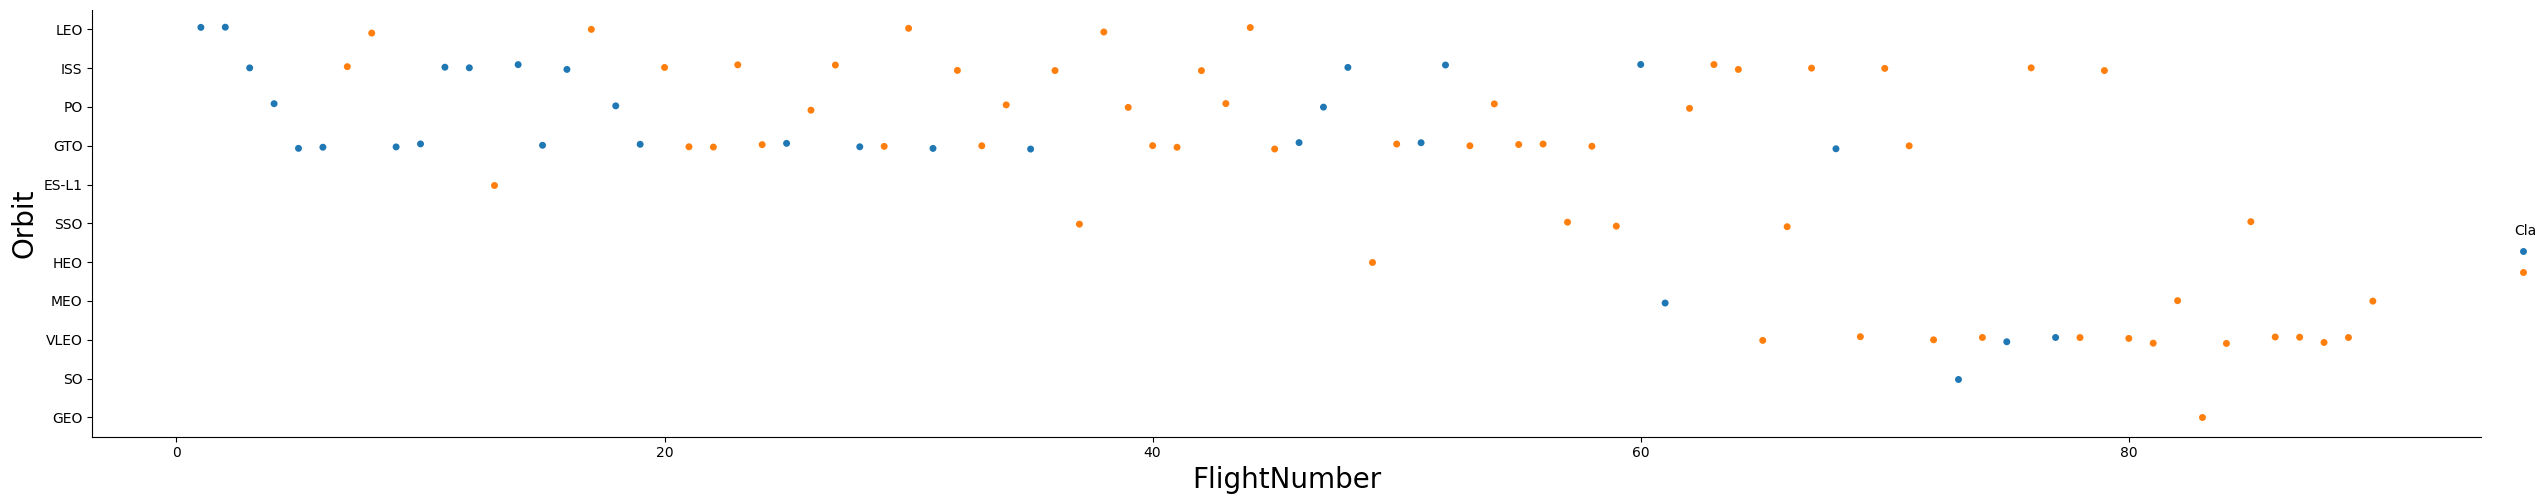 LEO
ISS
PO
GTO
ES-L1
SSO
HEO
MEO
VLEO
SO
GEO
Orbit
0 20 40 60 80
FlightNumber
Cla